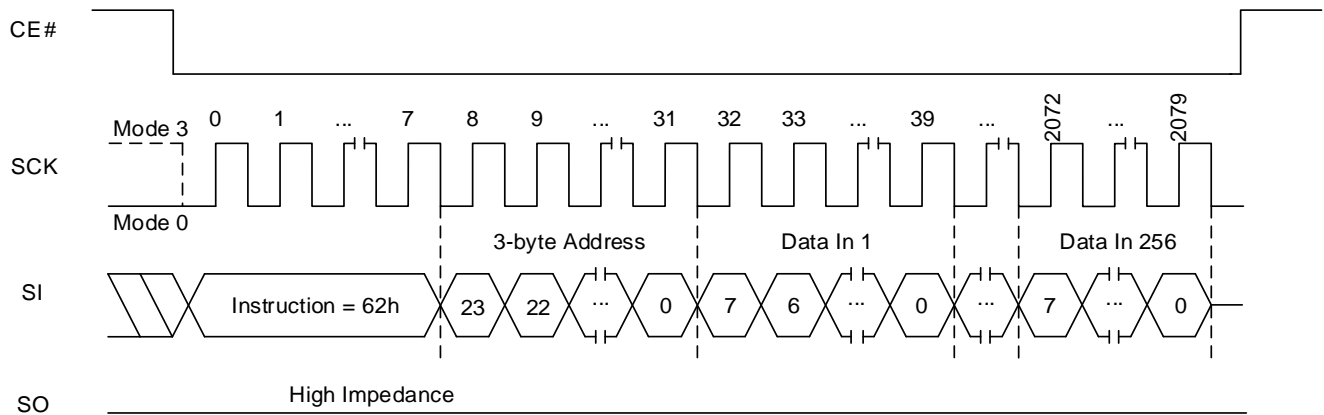 CE#
0 1 ... 7 8 9 ... 31 32 33 ... 39 ... 2072 ... 2079
Mode 3
SCK
Mode 0
3-byte Address Data In 1 Data In 256
SI Instruction = 62h 23 22 ... 0 7 6 ... 0 ... 7 ... 0
High Impedance
SO